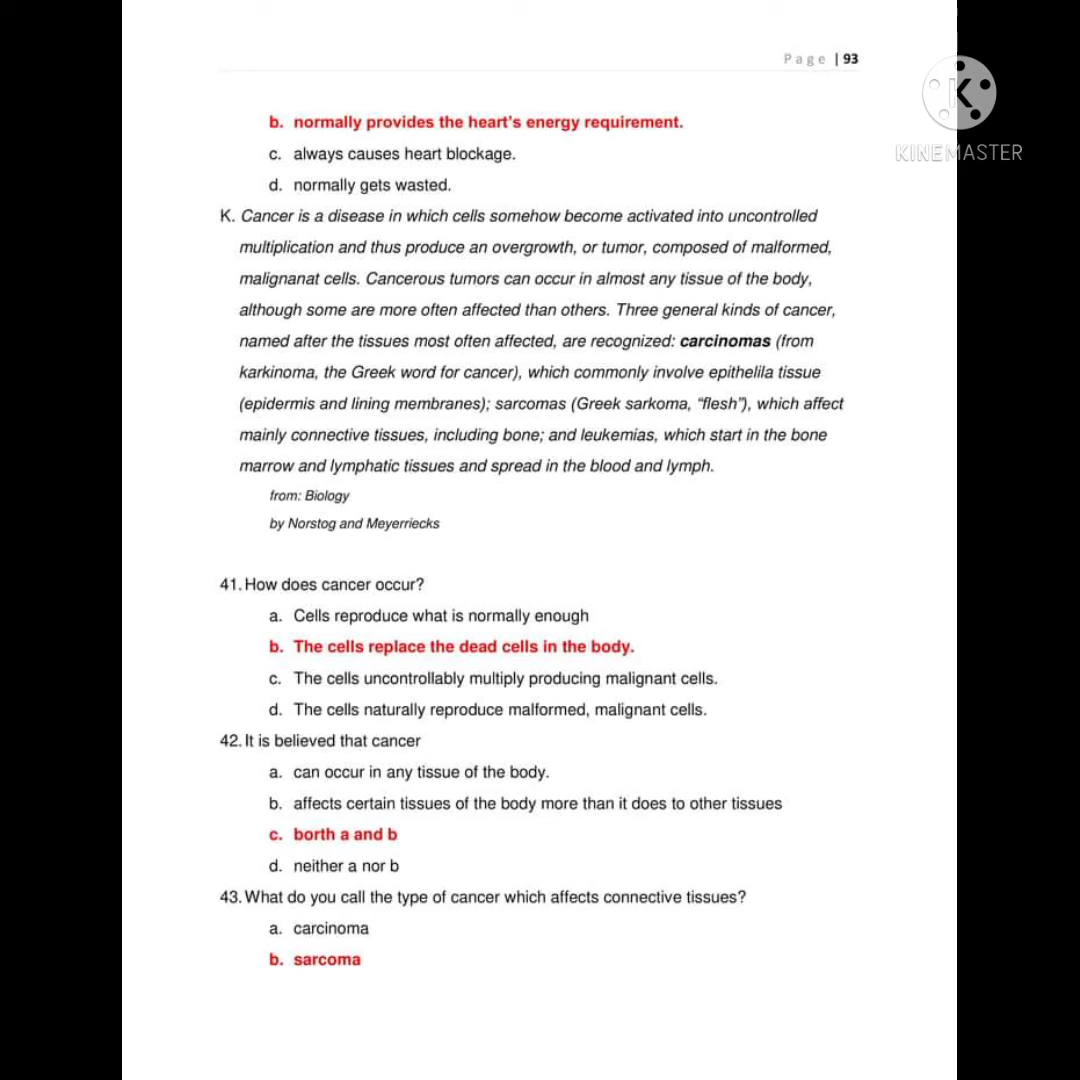 Page | 93
KINEMASTER
b. normally provides the heart's energy requirement.
c. always causes heart blockage.
d. normally gets wasted.
K. Cancer is a disease in which cells somehow become activated into uncontrolled
multiplication and thus produce an overgrowth, or tumor, composed of malformed,
malignanat cells. Cancerous tumors can occur in almost any tissue of the body,
although some are more often affected than others. Three general kinds of cancer,
named after the tissues most often affected, are recognized: carcinomas (from
karkinoma, the Greek word for cancer), which commonly involve epithelila tissue
(epidermis and lining membranes); sarcomas (Greek sarkoma, “flesh”), which affect
mainly connective tissues, including bone; and leukemias, which start in the bone
marrow and lymphatic tissues and spread in the blood and lymph.
from: Biology
by Norstog and Meyerriecks
41. How does cancer occur?
a. Cells reproduce what is normally enough
b. The cells replace the dead cells in the body.
c. The cells uncontrollably multiply producing malignant cells.
d. The cells naturally reproduce malformed, malignant cells.
42. It is believed that cancer
a. can occur in any tissue of the body.
b. affects certain tissues of the body more than it does to other tissues
c. borth a and b
d. neither a nor b
43. What do you call the type of cancer which affects connective tissues?
a. carcinoma
b. sarcoma